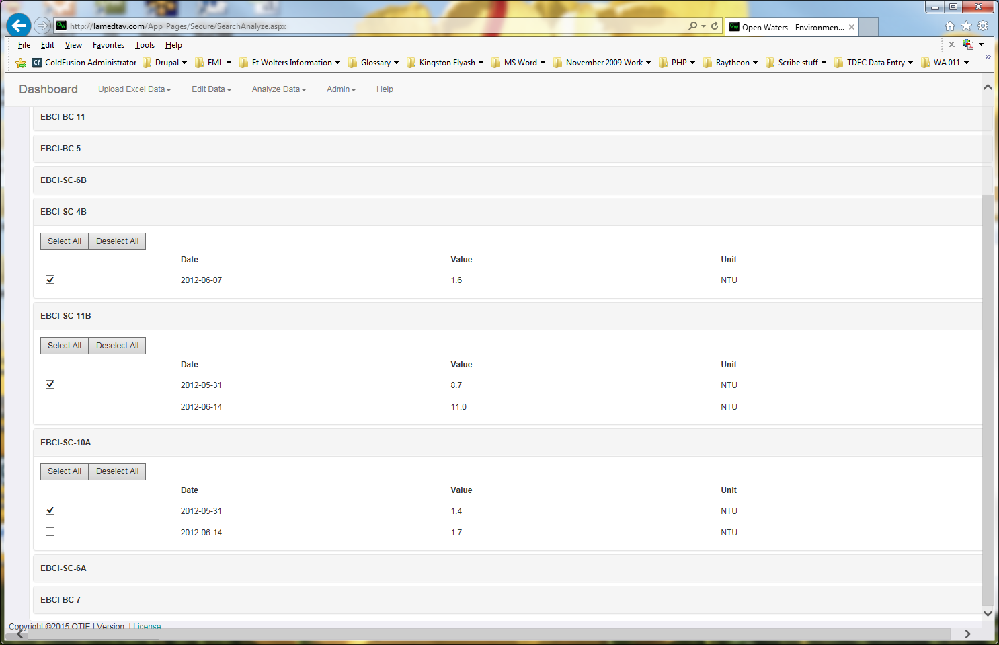 http://lamedtav.com/App_Pages/Secure/SearchAnalyze.aspx
OW Open Waters - Environmen...
File Edit View Favorites Tools Help
Cf ColdFusion Administrator Drupal FML Ft Wolters Information Glossary Kingston Flyash MS Word November 2009 Work PHP Raytheon Scribe stuff TDEC Data Entry WA 011
Dashboard Upload Excel Data Edit Data Analyze Data Admin Help
EBCI-BC 11
EBCI-BC 5
EBCI-SC-6B
EBCI-SC-4B
Select All Deselect All
Date Value Unit
2012-06-07 1.6 NTU
EBCI-SC-11B
Select All Deselect All
Date Value Unit
2012-05-31 8.7 NTU
2012-06-14 11.0 NTU
EBCI-SC-10A
Select All Deselect All
Date Value Unit
2012-05-31 1.4 NTU
2012-06-14 1.7 NTU
EBCI-SC-6A
EBCI-BC 7
Copyright ©2015 OTIE | Version: | License